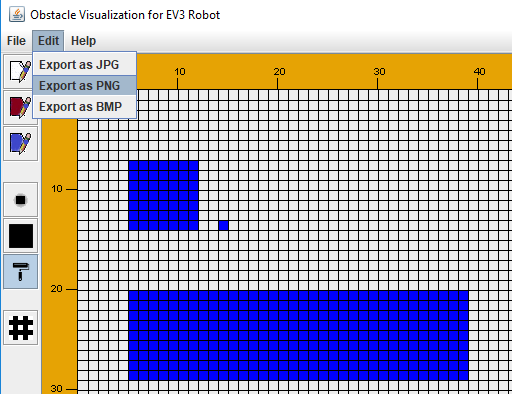 Obstacle Visualization for EV3 Robot
File Edit Help
Export as JPG
Export as PNG
Export as BMP
10 20 30 40
10
20
30